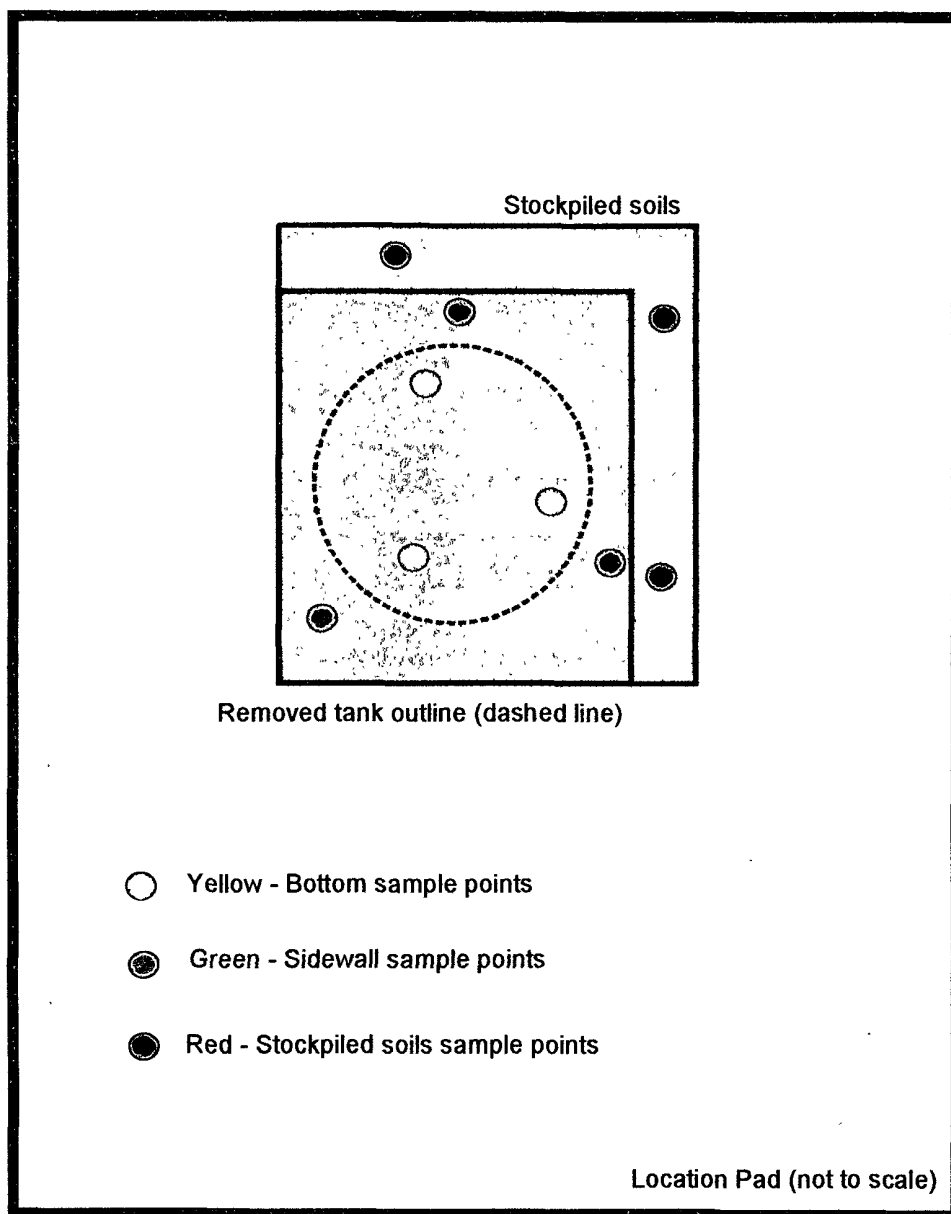 Stockpiled soils
Removed tank outline (dashed line)
Yellow - Bottom sample points
Green - Sidewall sample points
Red - Stockpiled soils sample points
Location Pad (not to scale)